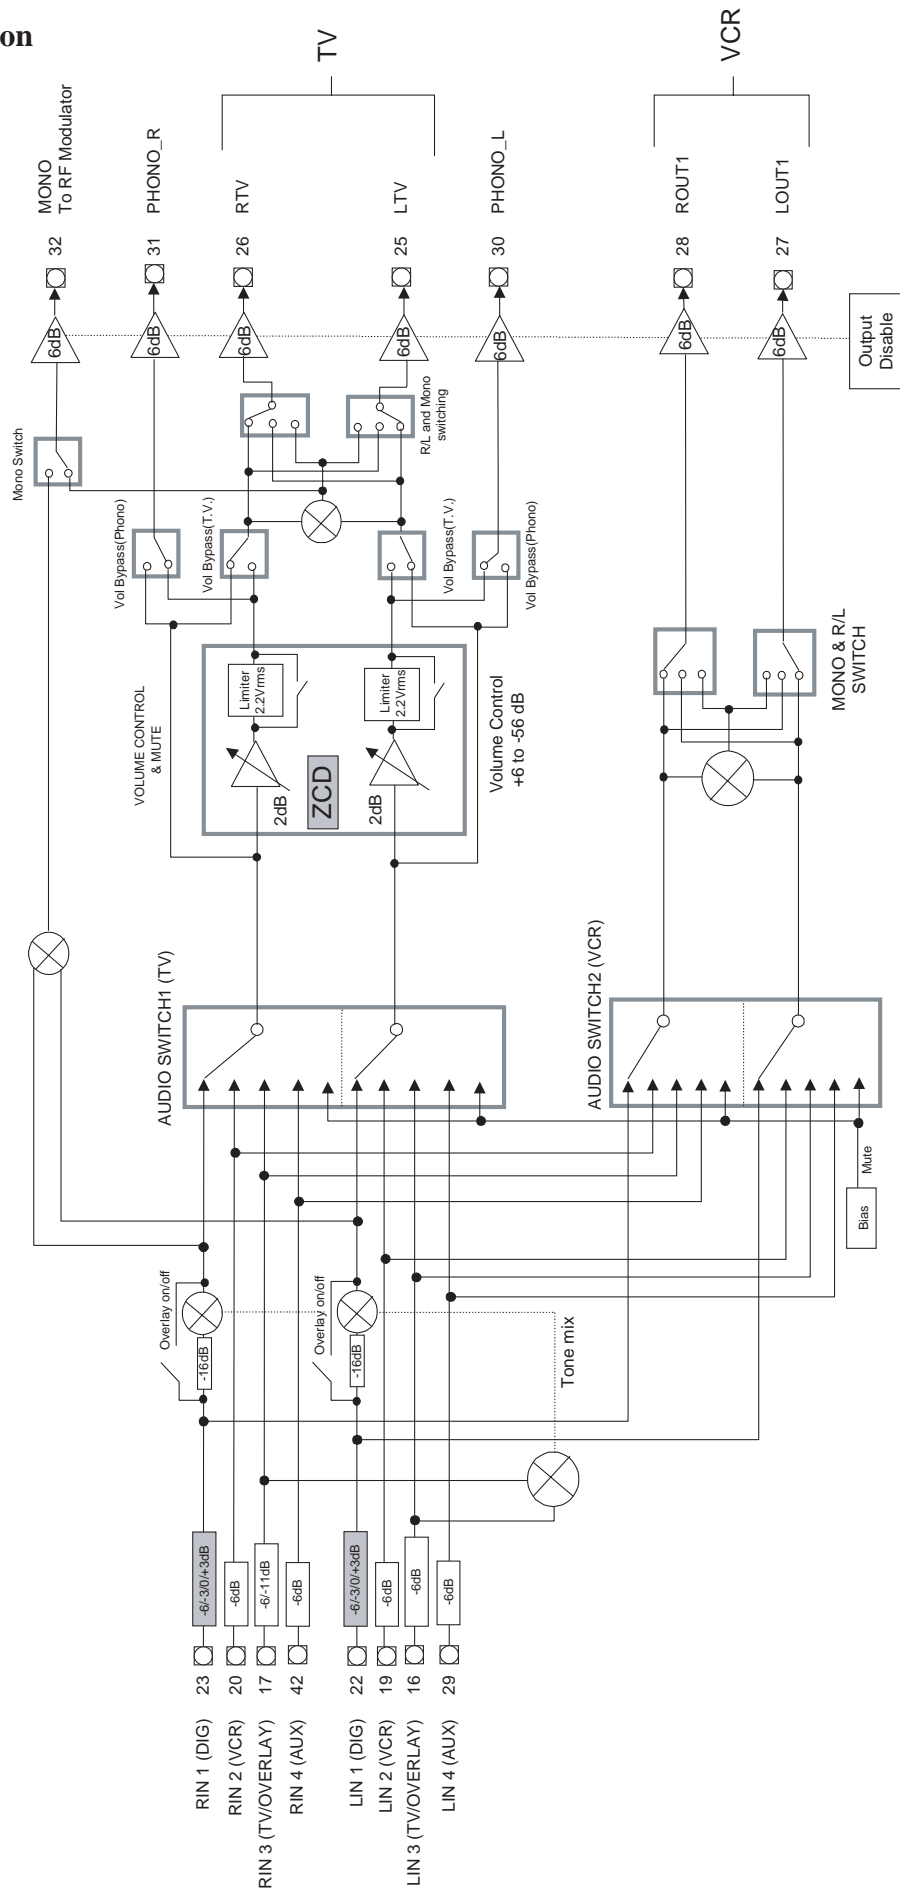 on
TV
VCR
MONO
To RF Modulator
PHONO_R
RTV
LTV
PHONO_L
ROUT1
LOUT1
32
31
26
25
30
28
27
6dB
6dB
6dB
6dB
6dB
6dB
6dB
Output
Disable
Mono Switch
R/L and Mono
switching
Vol Bypass(Phono)
Vol Bypass(T.V.)
Vol Bypass(T.V.)
Vol Bypass(Phono)
MONO & R/L
SWITCH
VOLUME CONTROL
& MUTE
Limiter
2.2Vrms
Limiter
2.2Vrms
2dB
ZCD
2dB
Volume Control
+6 to -56 dB
AUDIO SWITCH1 (TV)
AUDIO SWITCH2 (VCR)
Mute
Bias
Overlay on/off
Overlay on/off
-16dB
-16dB
Tone mix
-6/-3/0/+3dB
-6dB
-6/-11dB
-6dB
-6/-3/0/+3dB
-6dB
-6dB
-6dB
23
20
17
42
22
19
16
29
RIN 1 (DIG)
RIN 2 (VCR)
RIN 3 (TV/OVERLAY)
RIN 4 (AUX)
LIN 1 (DIG)
LIN 2 (VCR)
LIN 3 (TV/OVERLAY)
LIN 4 (AUX)